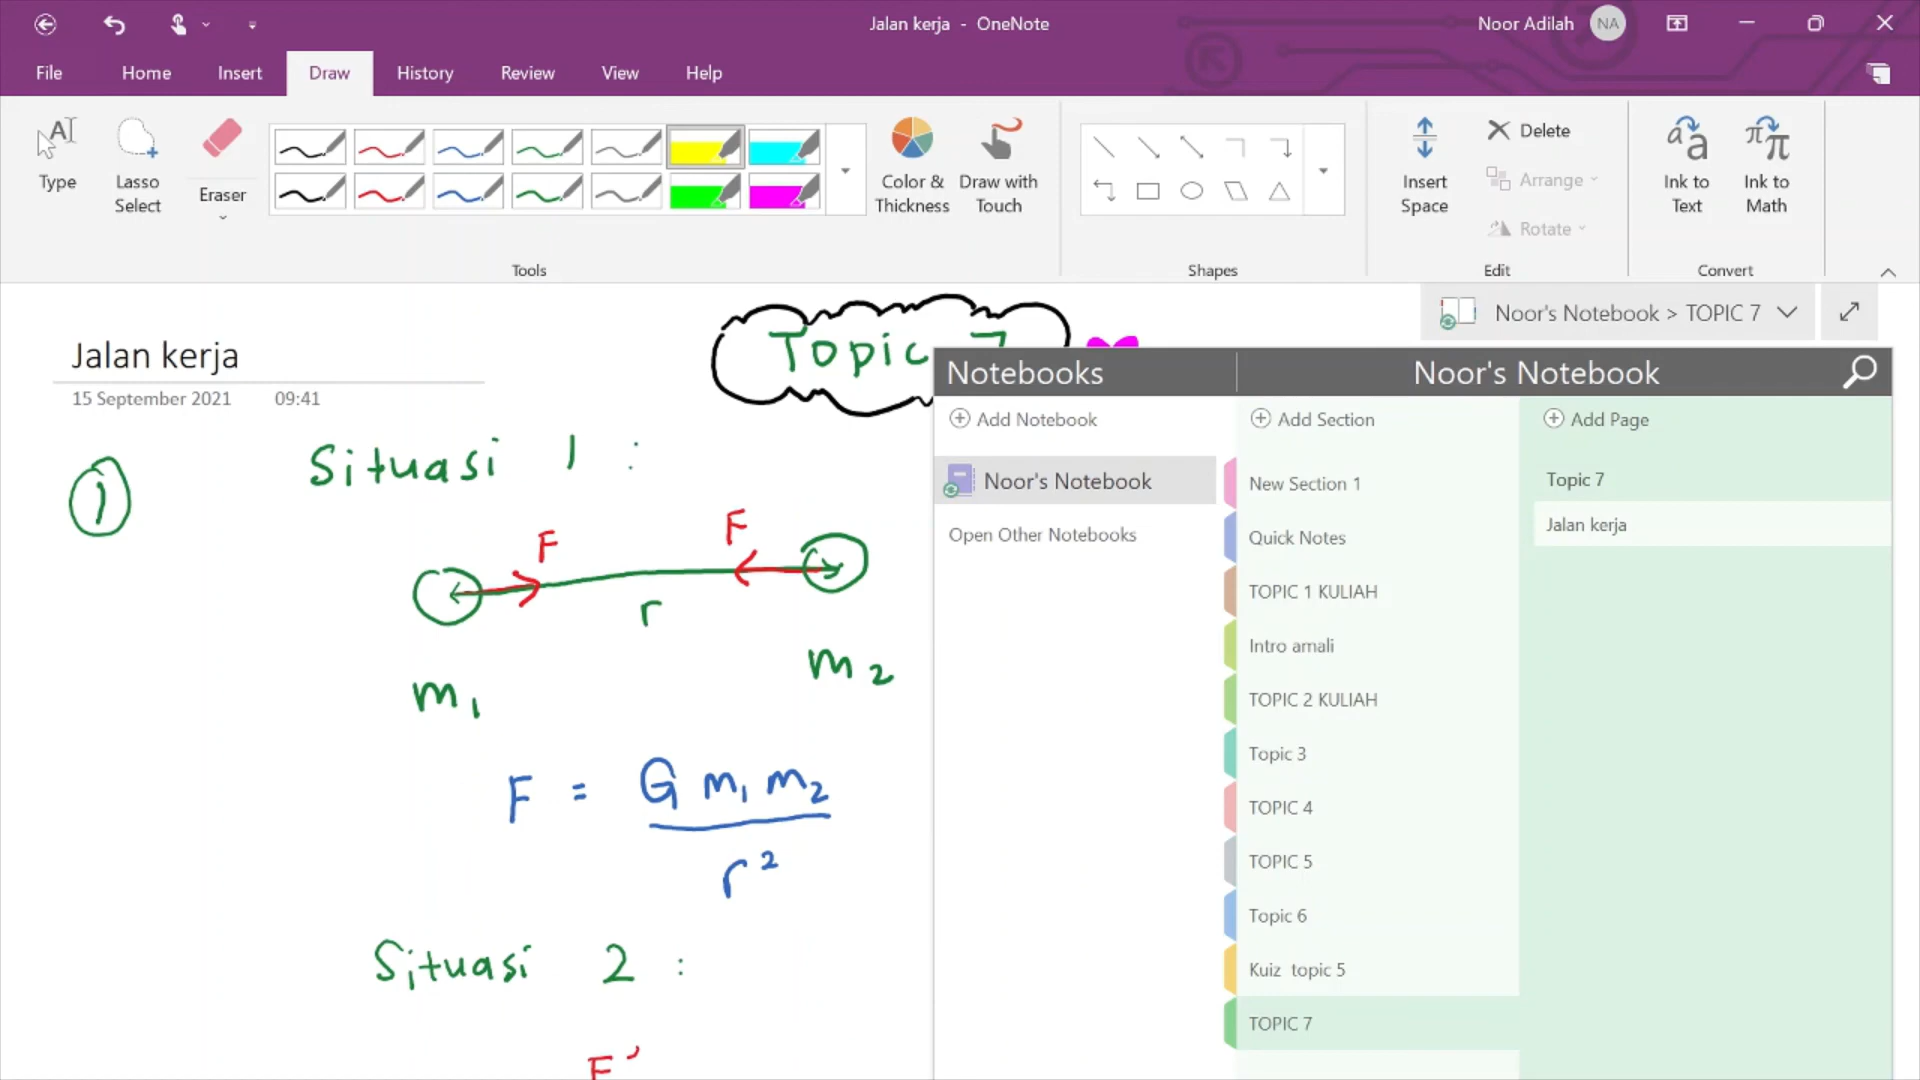 Jalan kerja - OneNote
Noor Adilah NA
File Home Insert Draw History Review View Help
Type
Lasso Select
Eraser
Color & Thickness
Draw with Touch
Insert Space
Delete
Arrange
Rotate
Ink to Text
Ink to Math
Tools Shapes Edit Convert
Noor's Notebook > TOPIC 7
Topic 7
Jalan kerja
15 September 2021 09:41
1 Situasi 1 :
F F
r
m1 m2
F = G m1 m2
r²
Situasi 2 :
F'
Notebooks
Noor's Notebook
Add Notebook
Noor's Notebook
Open Other Notebooks
Add Section
New Section 1
Quick Notes
TOPIC 1 KULIAH
Intro amali
TOPIC 2 KULIAH
Topic 3
TOPIC 4
TOPIC 5
Topic 6
Kuiz topic 5
TOPIC 7
Add Page
Topic 7
Jalan kerja